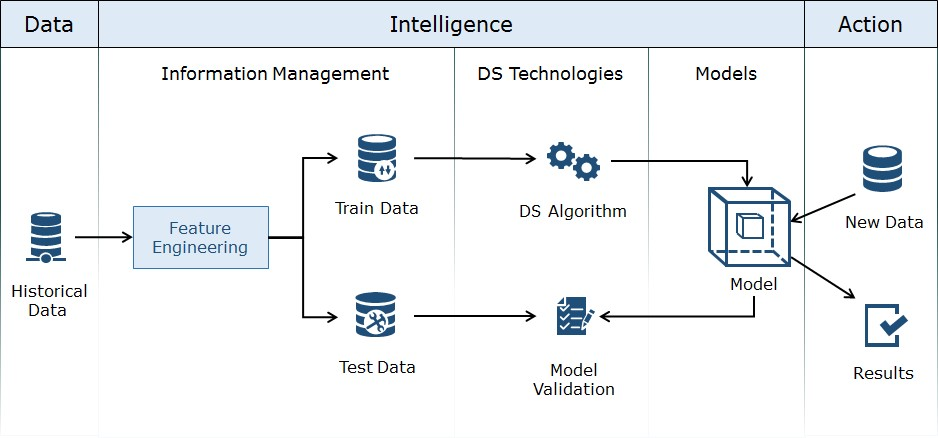 Data
Intelligence
Action
Information Management
DS Technologies
Models
Train Data
DS Algorithm
New Data
Feature
Engineering
Historical
Data
Model
Test Data
Model
Validation
Results